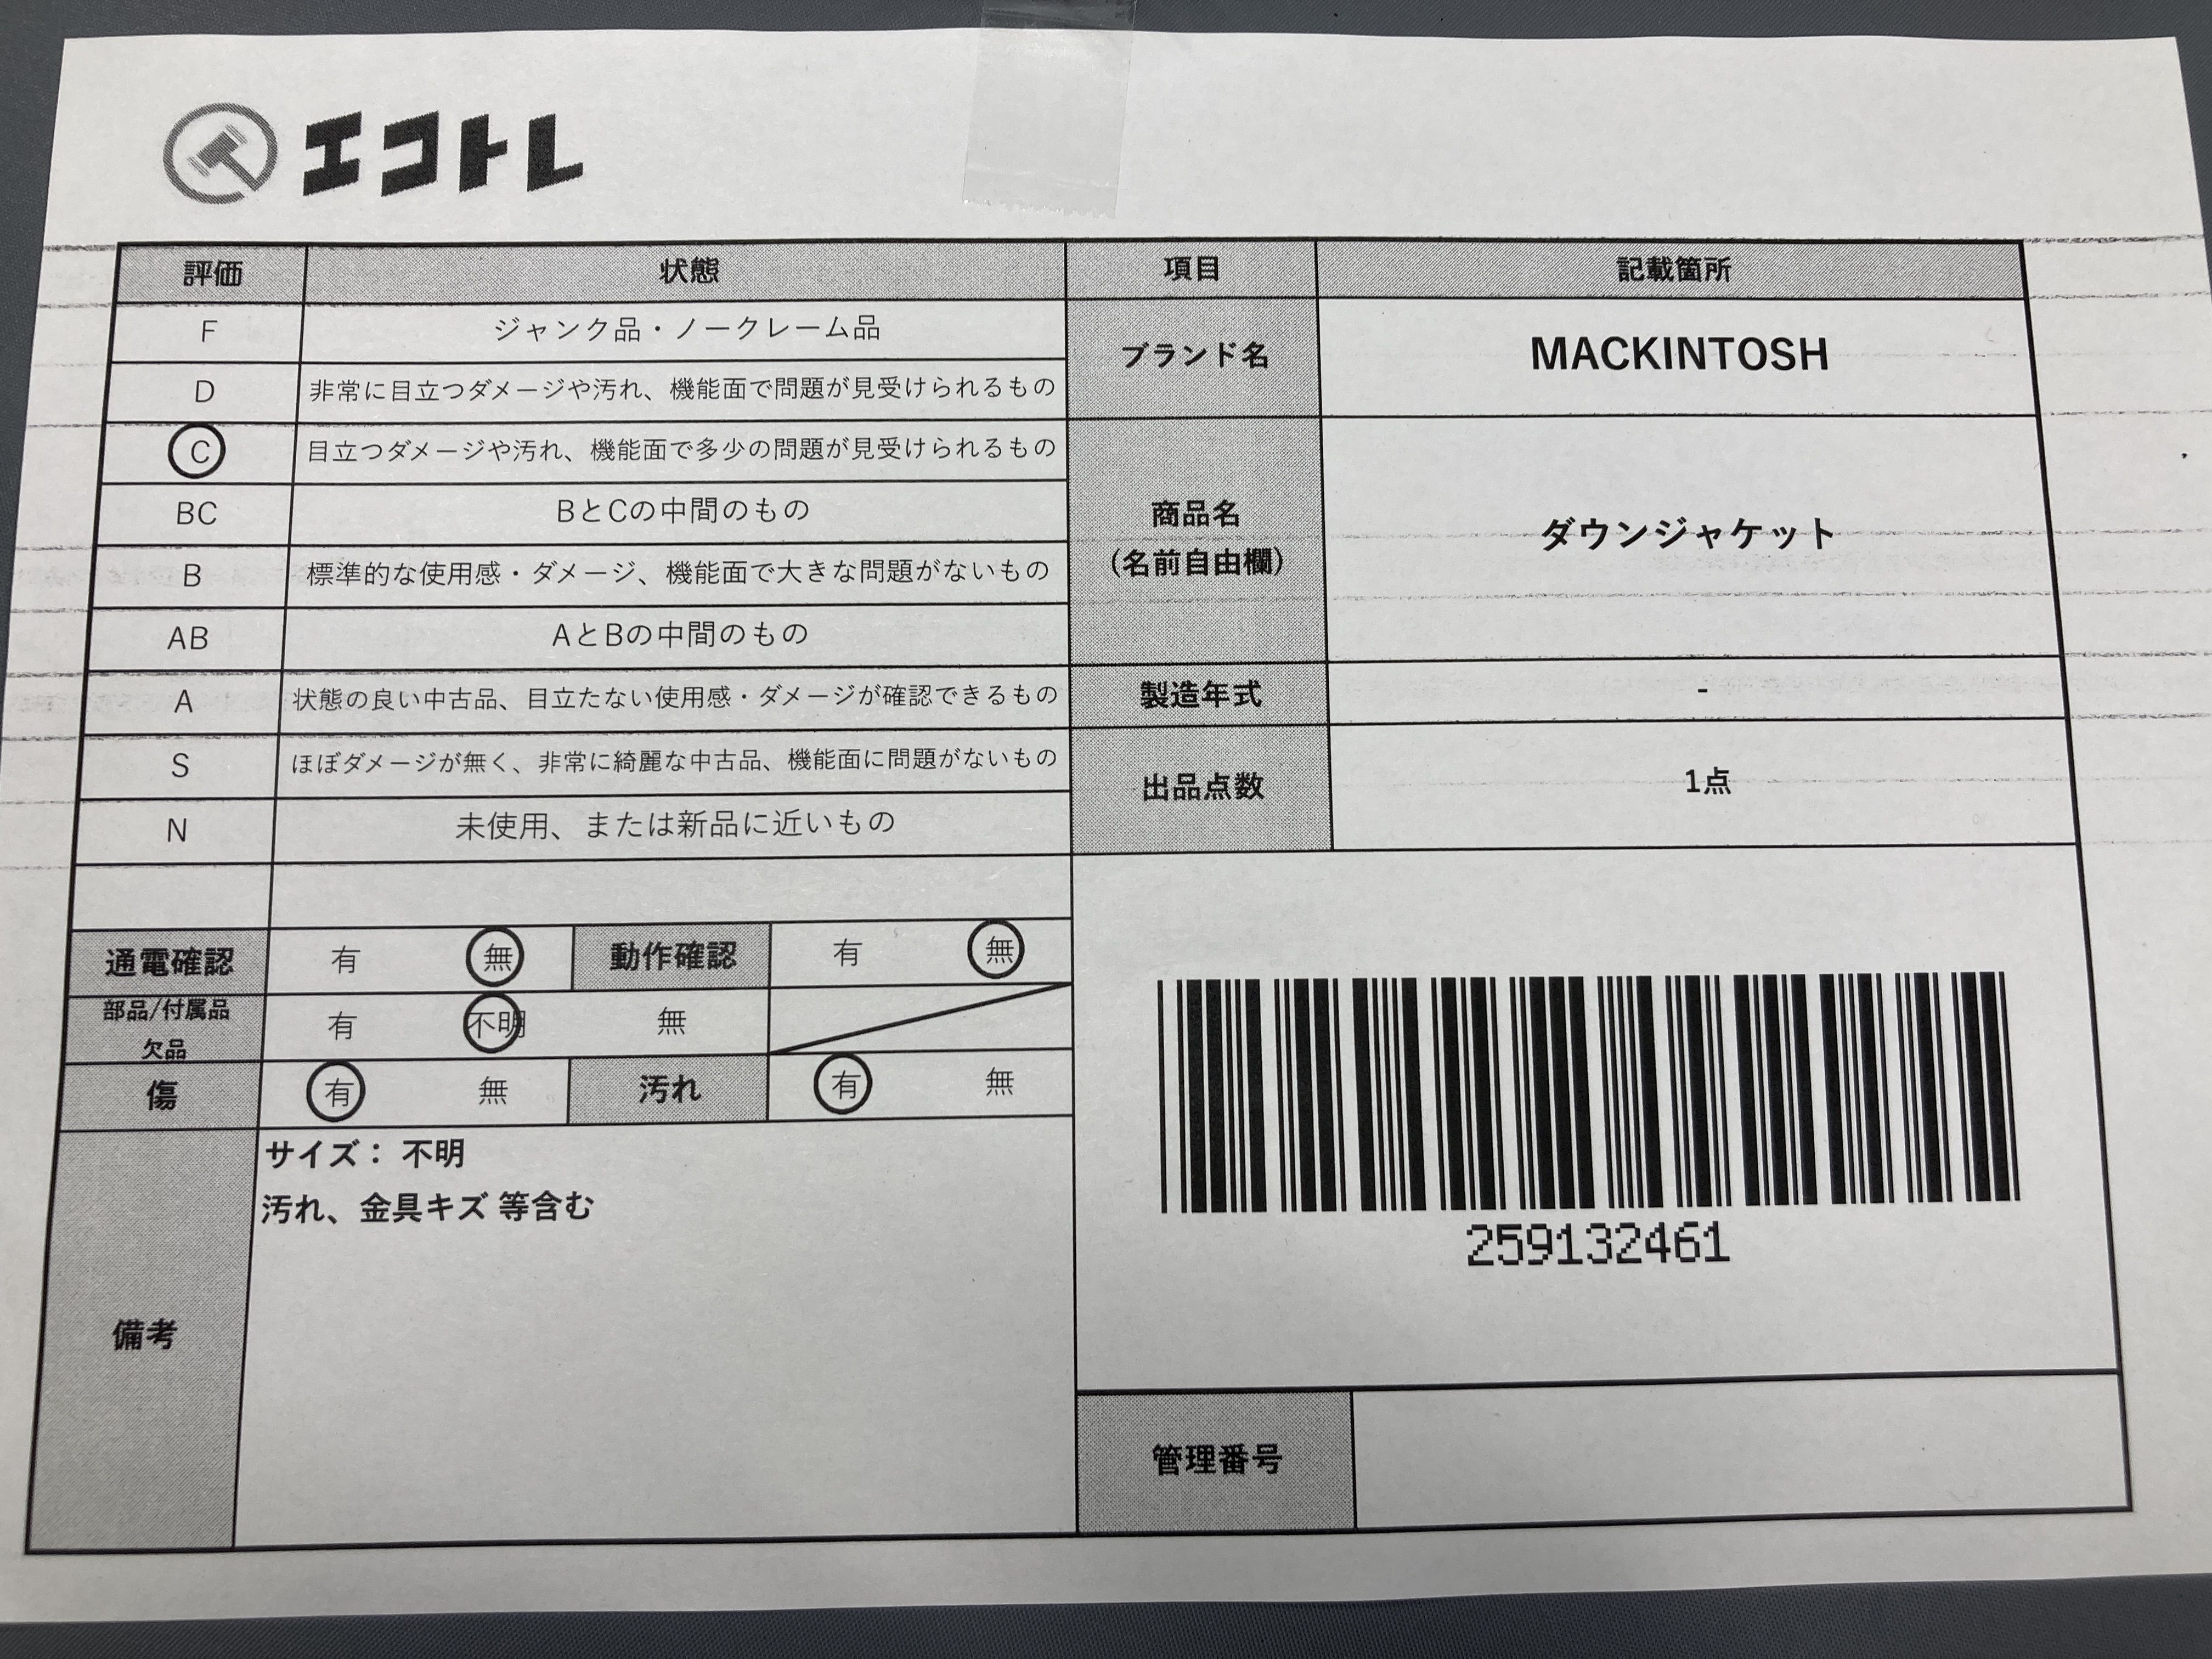 エコトレ
評価 状態 項目 記載箇所
F ジャンク品・ノークレーム品
D 非常に目立つダメージや汚れ、機能面で問題が見受けられるもの
C 目立つダメージや汚れ、機能面で多少の問題が見受けられるもの
BC BとCの中間のもの
B 標準的な使用感・ダメージ、機能面で大きな問題がないもの
AB AとBの中間のもの
A 状態の良い中古品、目立たない使用感・ダメージが確認できるもの
S ほぼダメージが無く、非常に綺麗な中古品、機能面に問題がないもの
N 未使用、または新品に近いもの
ブランド名 MACKINTOSH
商品名
(名前自由欄)
ダウンジャケット
製造年式 -
出品点数 1点
通電確認 有 無 動作確認 有 無
部品/付属品
欠品
有 不明 無
傷 有 無 汚れ 有 無
備考
サイズ： 不明
汚れ、金具キズ 等含む
259132461
管理番号